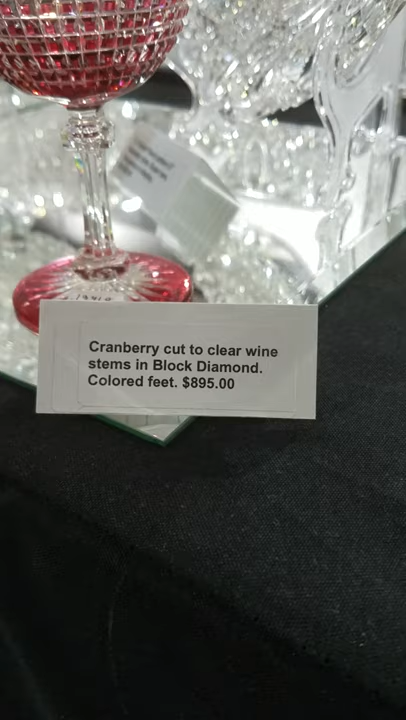 Cranberry cut to clear wine
stems in Block Diamond.
Colored feet. $895.00